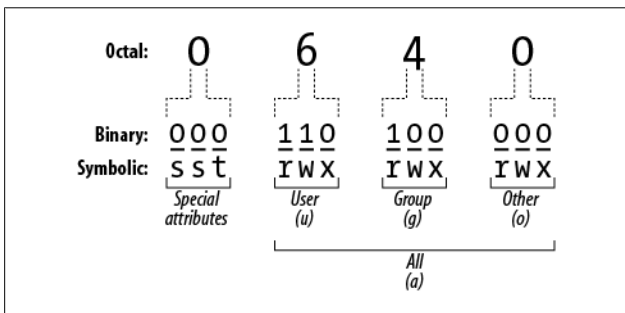 Octal: 0 6 4 0
Binary: 000 110 100 000
Symbolic: sst rwx rwx rwx
Special attributes User (u) Group (g) Other (o)
All
(a)